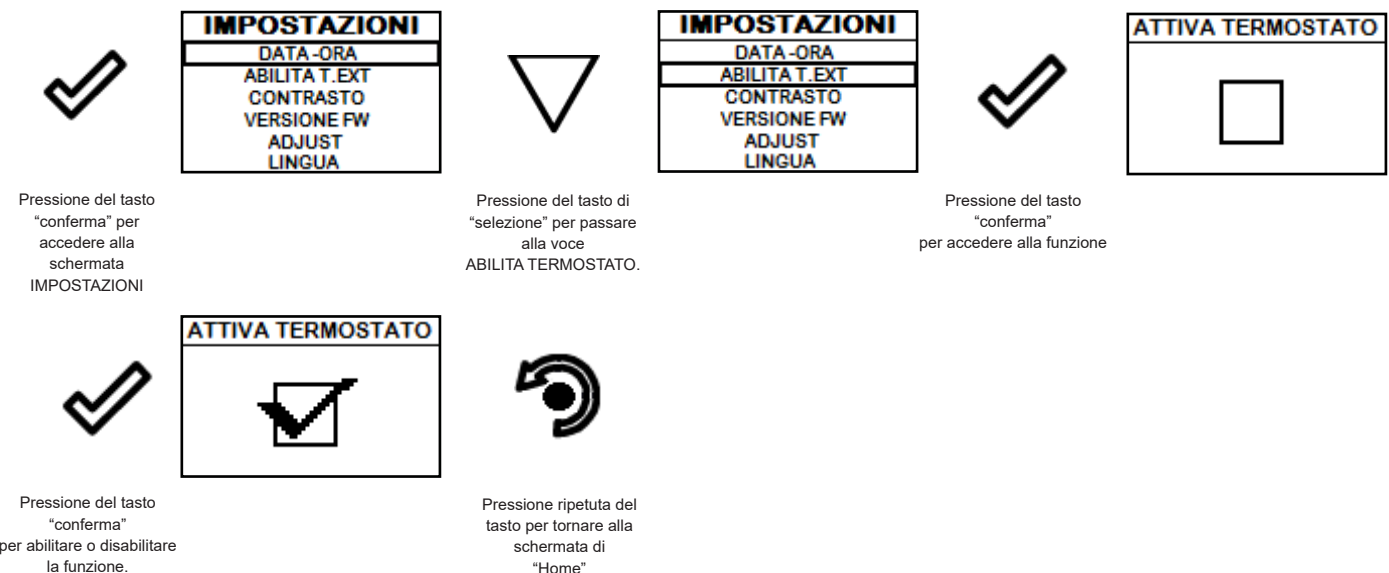 IMPOSTAZIONI
DATA-ORA
ABILITA T.EXT
CONTRASTO
VERSIONE FW
ADJUST
LINGUA
IMPOSTAZIONI
DATA-ORA
ABILITA T.EXT
CONTRASTO
VERSIONE FW
ADJUST
LINGUA
ATTIVA TERMOSTATO
Pressione del tasto
“conferma” per
accedere alla
schermata
IMPOSTAZIONI
Pressione del tasto di
“selezione” per passare
alla voce
ABILITA TERMOSTATO.
Pressione del tasto
“conferma”
per accedere alla funzione
ATTIVA TERMOSTATO
Pressione del tasto
“conferma”
per abilitare o disabilitare
la funzione.
Pressione ripetuta del
tasto per tornare alla
schermata di
“Home”